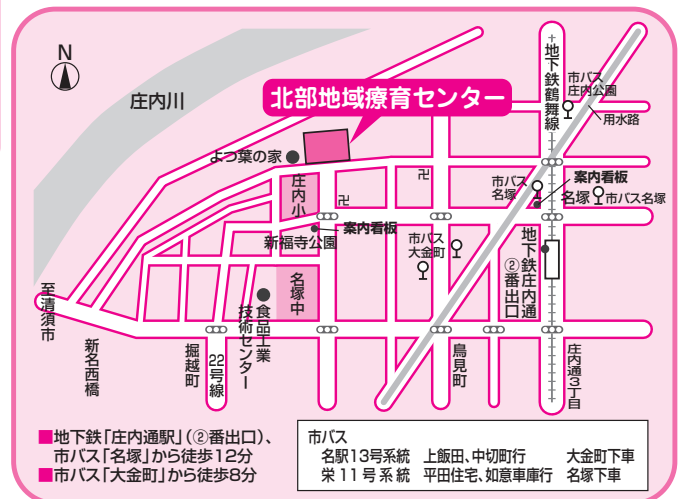 N
庄内川
北部地域療育センター
地下鉄鶴舞線
市バス
庄内公園
用水路
よつ葉の家
庄内小
卍
卍
市バス
名塚
案内看板
名塚
市バス名塚
新福寺公園
案内看板
市バス
大金町
地下鉄庄内通
②番出口
名塚中
食品工業
技術センター
至清須市
新名西橋
堀越町
22号線
鳥見町
庄内通3丁目
■地下鉄「庄内通駅」(②番出口)、
市バス「名塚」から徒歩12分
■市バス「大金町」から徒歩8分
市バス
名駅13号系統 上飯田、中切町行 大金町下車
栄11号系統 平田住宅、如意車庫行 名塚下車